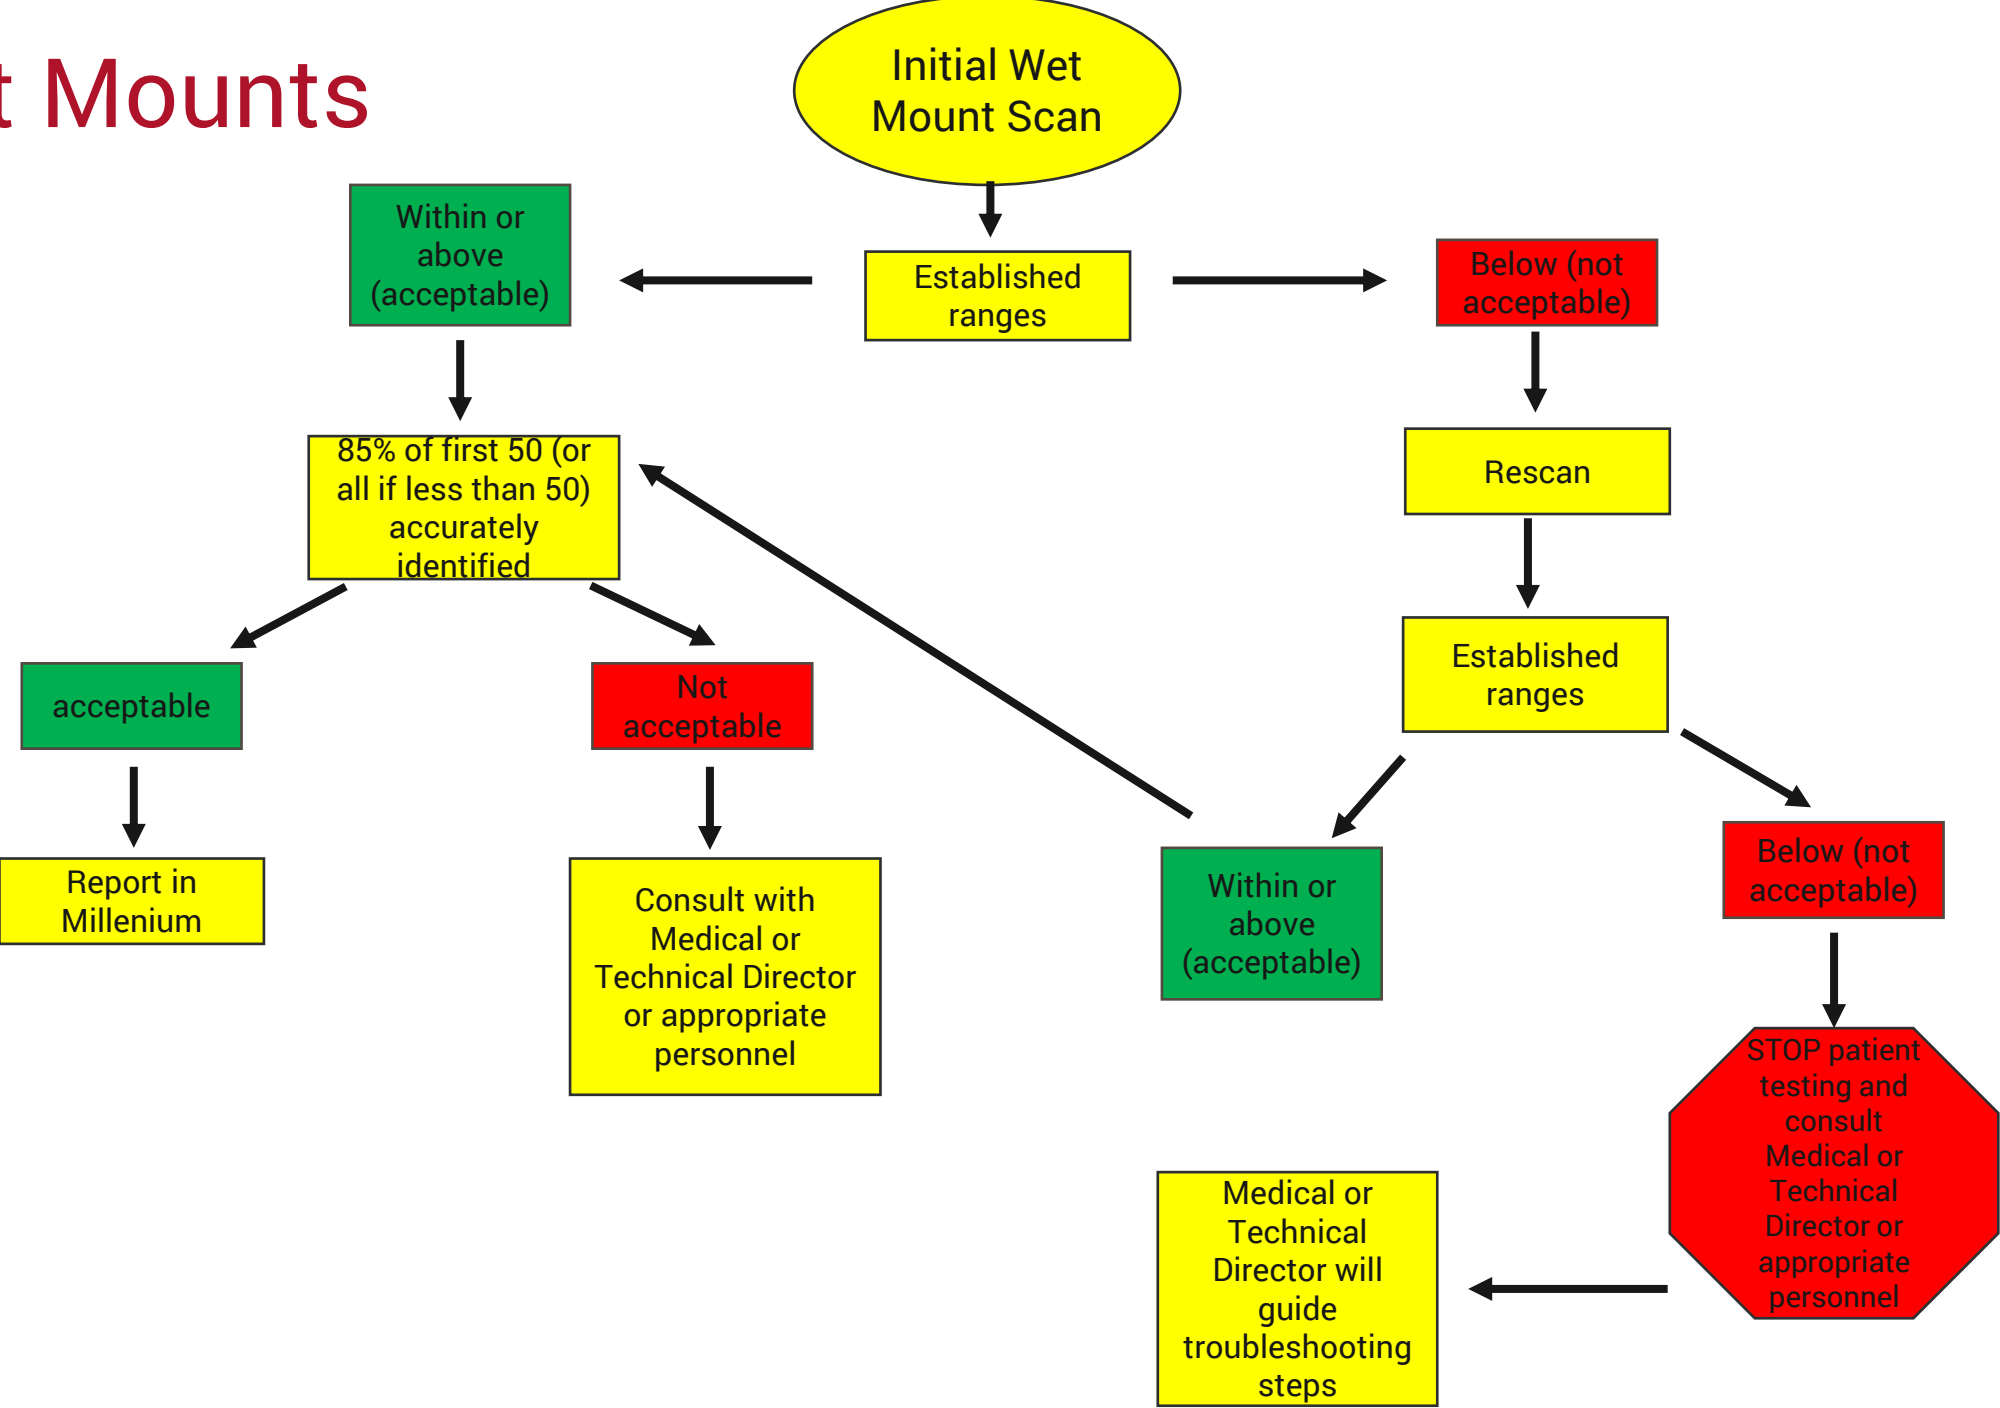 t Mounts
Initial Wet
Mount Scan
Within or
above
(acceptable)
Established
ranges
Below (not
acceptable)
85% of first 50 (or
all if less than 50)
accurately
identified
Rescan
Established
ranges
acceptable
Not
acceptable
Report in
Millenium
Consult with
Medical or
Technical Director
or appropriate
personnel
Within or
above
(acceptable)
Below (not
acceptable)
STOP patient
testing and
consult
Medical or
Technical
Director or
appropriate
personnel
Medical or
Technical
Director will
guide
troubleshooting
steps